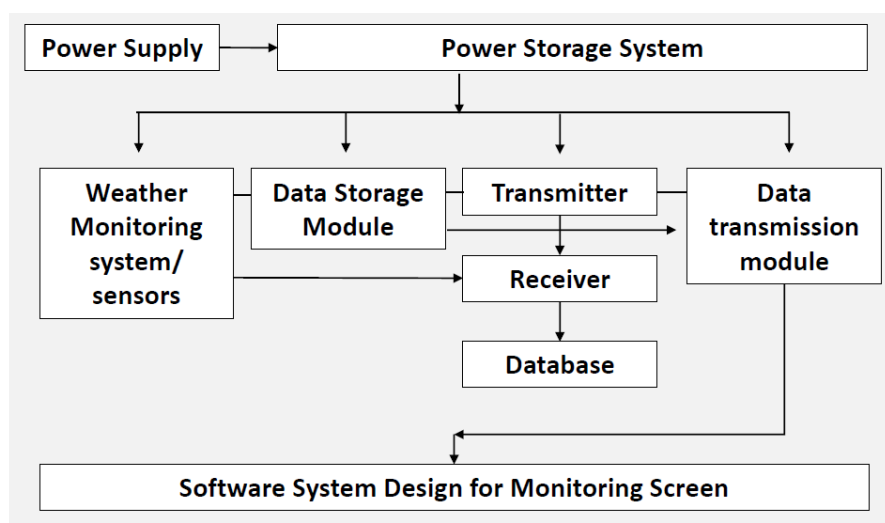 Power Supply
Power Storage System
Weather
Monitoring
system/
sensors
Data Storage
Module
Transmitter
Data
transmission
module
Receiver
Database
Software System Design for Monitoring Screen